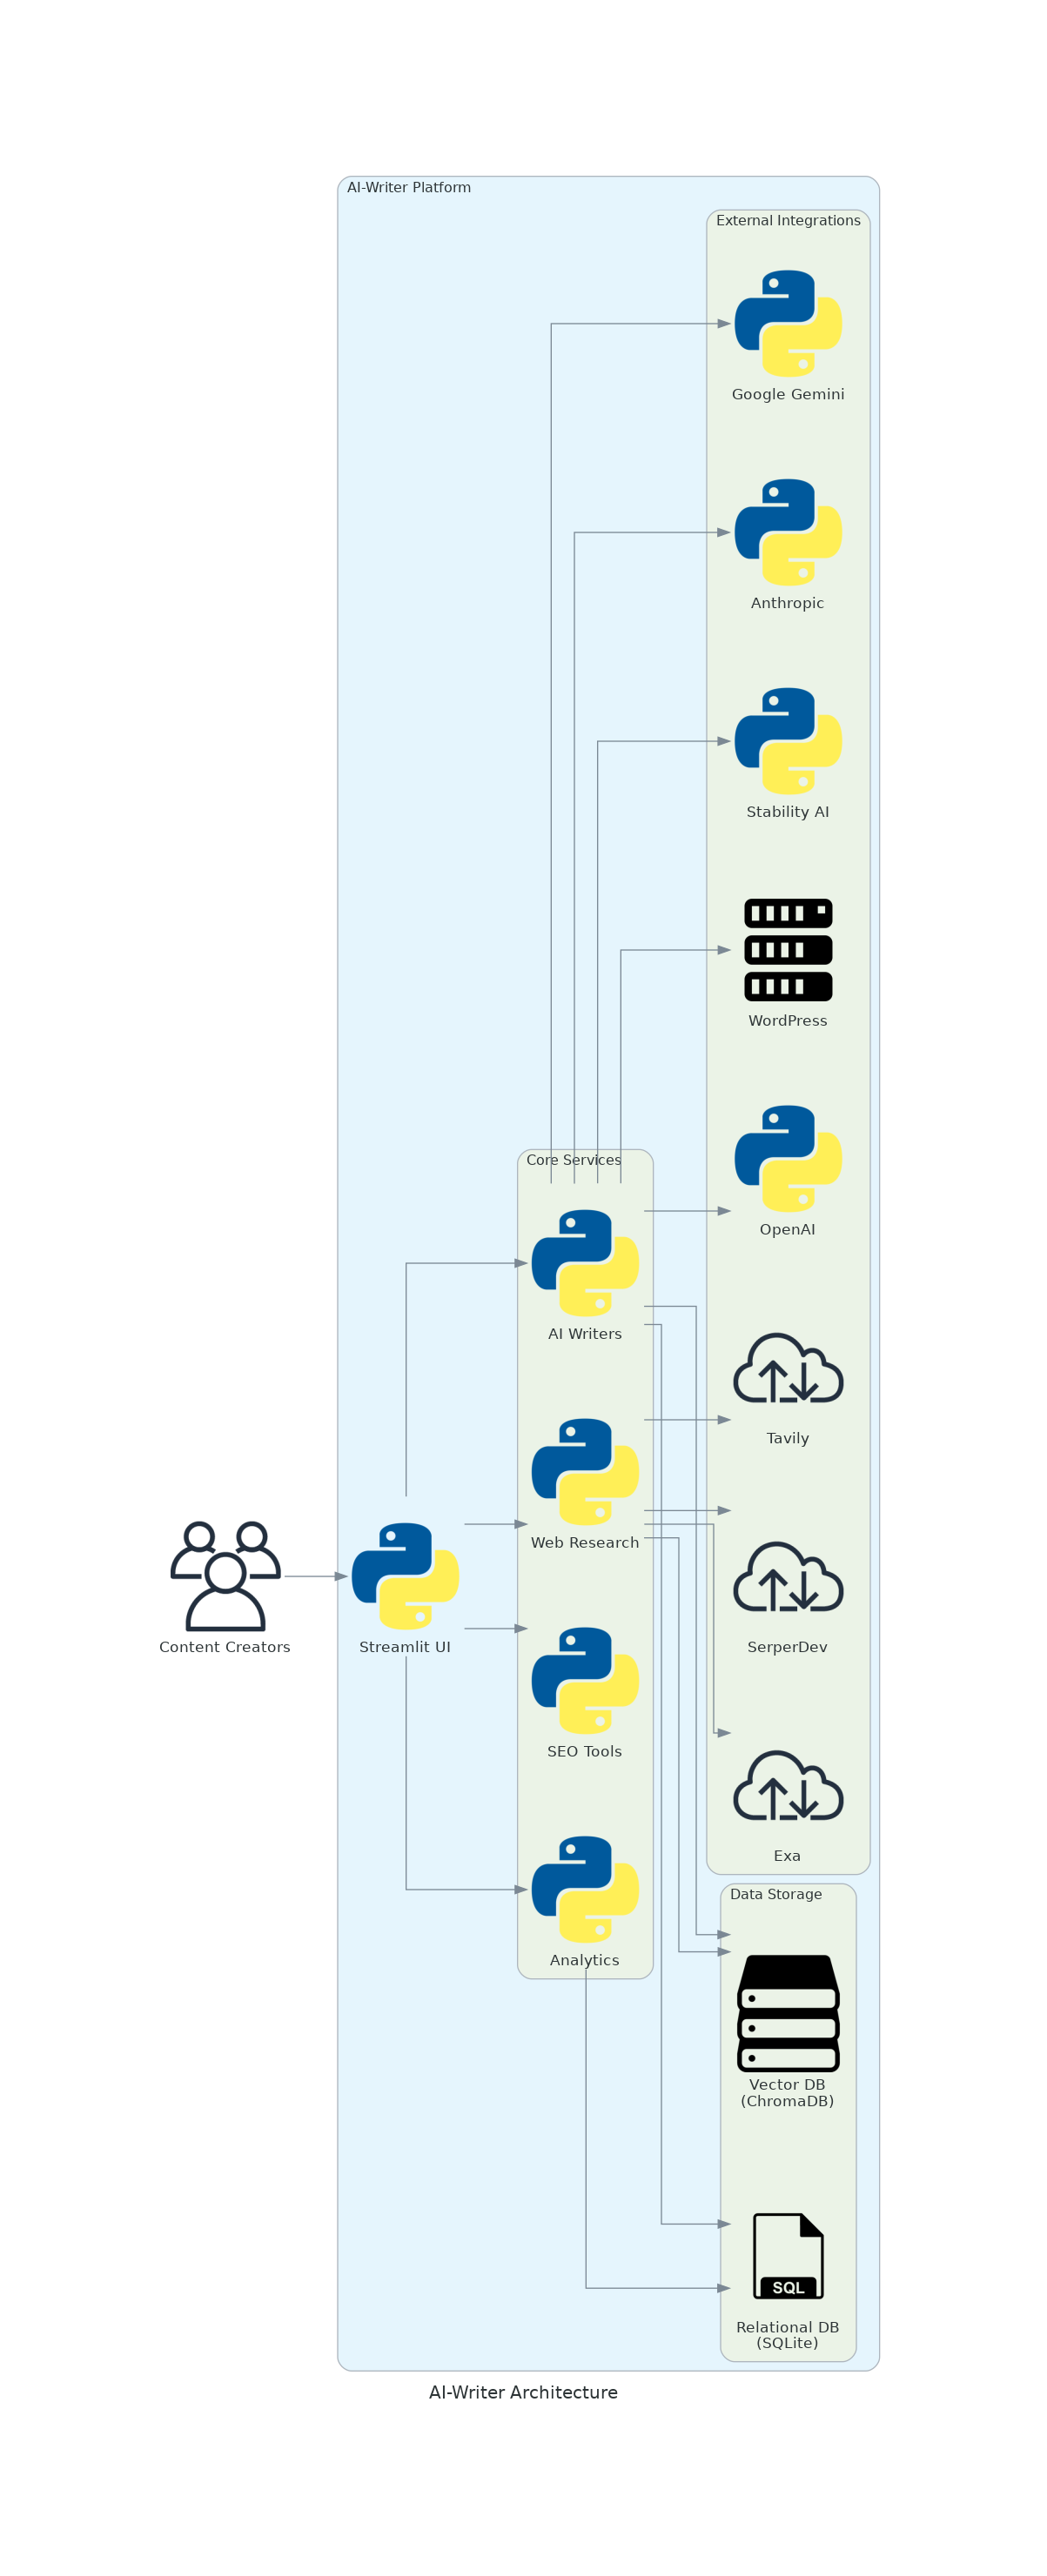 AI-Writer Platform
External Integrations
Google Gemini
Anthropic
Stability AI
WordPress
Core Services
OpenAI
AI Writers
Tavily
Web Research
Content Creators
Streamlit UI
SerperDev
SEO Tools
Exa
Data Storage
Analytics
Vector DB
(ChromaDB)
SQL
Relational DB
(SQLite)
AI-Writer Architecture